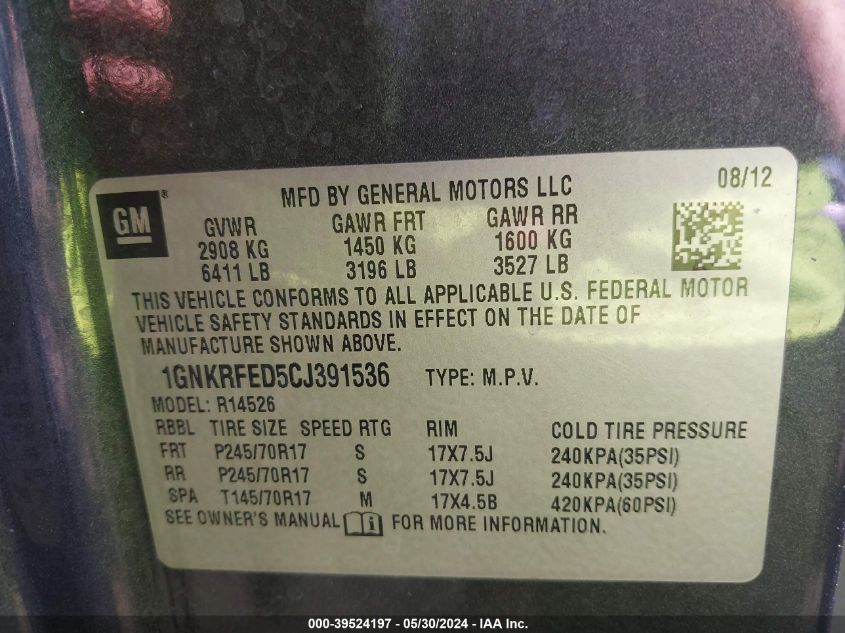 MFD BY GENERAL MOTORS LLC 08/12
GM®
GVWR GAWR FRT GAWR RR
2908 KG 1450 KG 1600 KG
6411 LB 3196 LB 3527 LB
THIS VEHICLE CONFORMS TO ALL APPLICABLE U.S. FEDERAL MOTOR
VEHICLE SAFETY STANDARDS IN EFFECT ON THE DATE OF
MANUFACTURE SHOWN ABOVE.
1GNKRFED5CJ391536 TYPE: M.P.V.
MODEL: R14526
RBBL TIRE SIZE SPEED RTG RIM COLD TIRE PRESSURE
FRT P245/70R17 S 17X7.5J 240KPA(35PSI)
RR P245/70R17 S 17X7.5J 240KPA(35PSI)
SPA T145/70R17 M 17X4.5B 420KPA(60PSI)
SEE OWNER'S MANUAL FOR MORE INFORMATION.
000-39524197 - 05/30/2024 - IAA Inc.